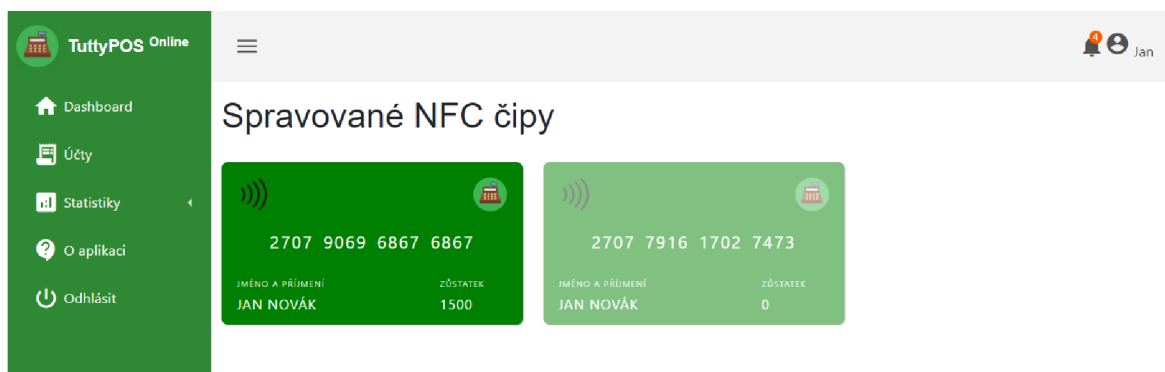 TuttyPOS Online
4
Jan
Dashboard
Účty
Statistiky
O aplikaci
Odhlásit
Spravované NFC čipy
2707 9069 6867 6867
JMÉNO A PŘÍJMENÍ ZŮSTATEK
JAN NOVÁK 1500
2707 7916 1702 7473
JMÉNO A PŘÍJMENÍ ZŮSTATEK
JAN NOVÁK 0